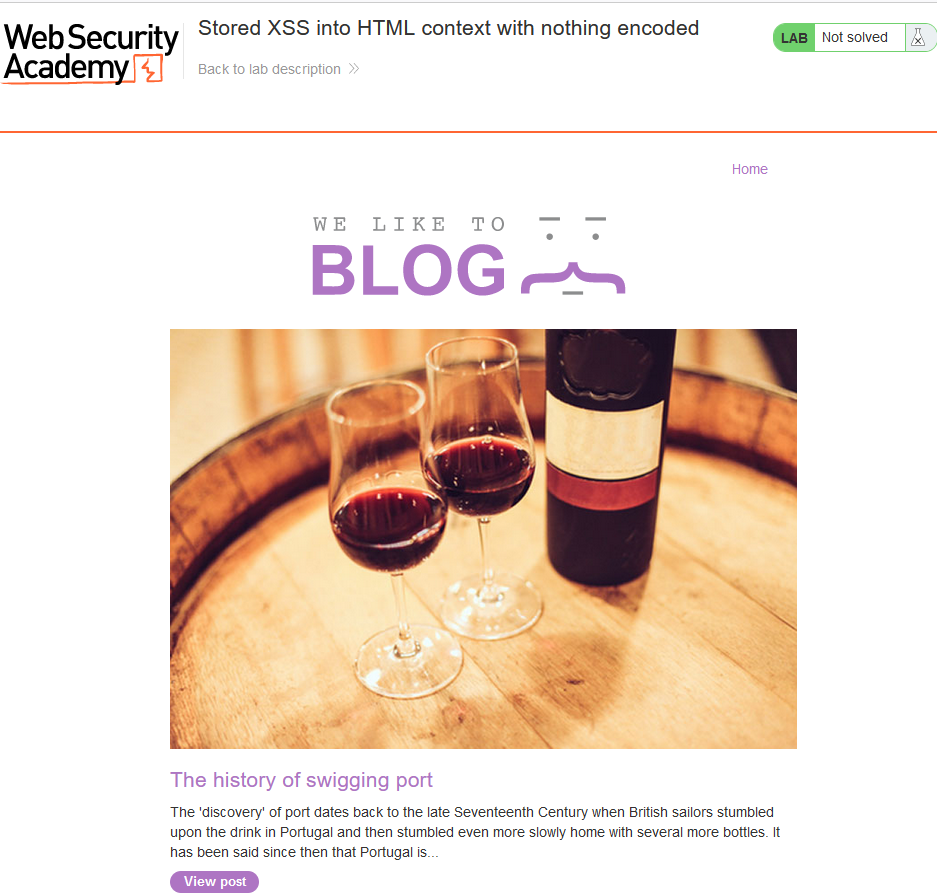 Web Security
Academy
Stored XSS into HTML context with nothing encoded
Back to lab description
LAB
Not solved
Home
WE LIKE TO
BLOG
The history of swigging port
The 'discovery' of port dates back to the late Seventeenth Century when British sailors stumbled
upon the drink in Portugal and then stumbled even more slowly home with several more bottles. It
has been said since then that Portugal is...
View post